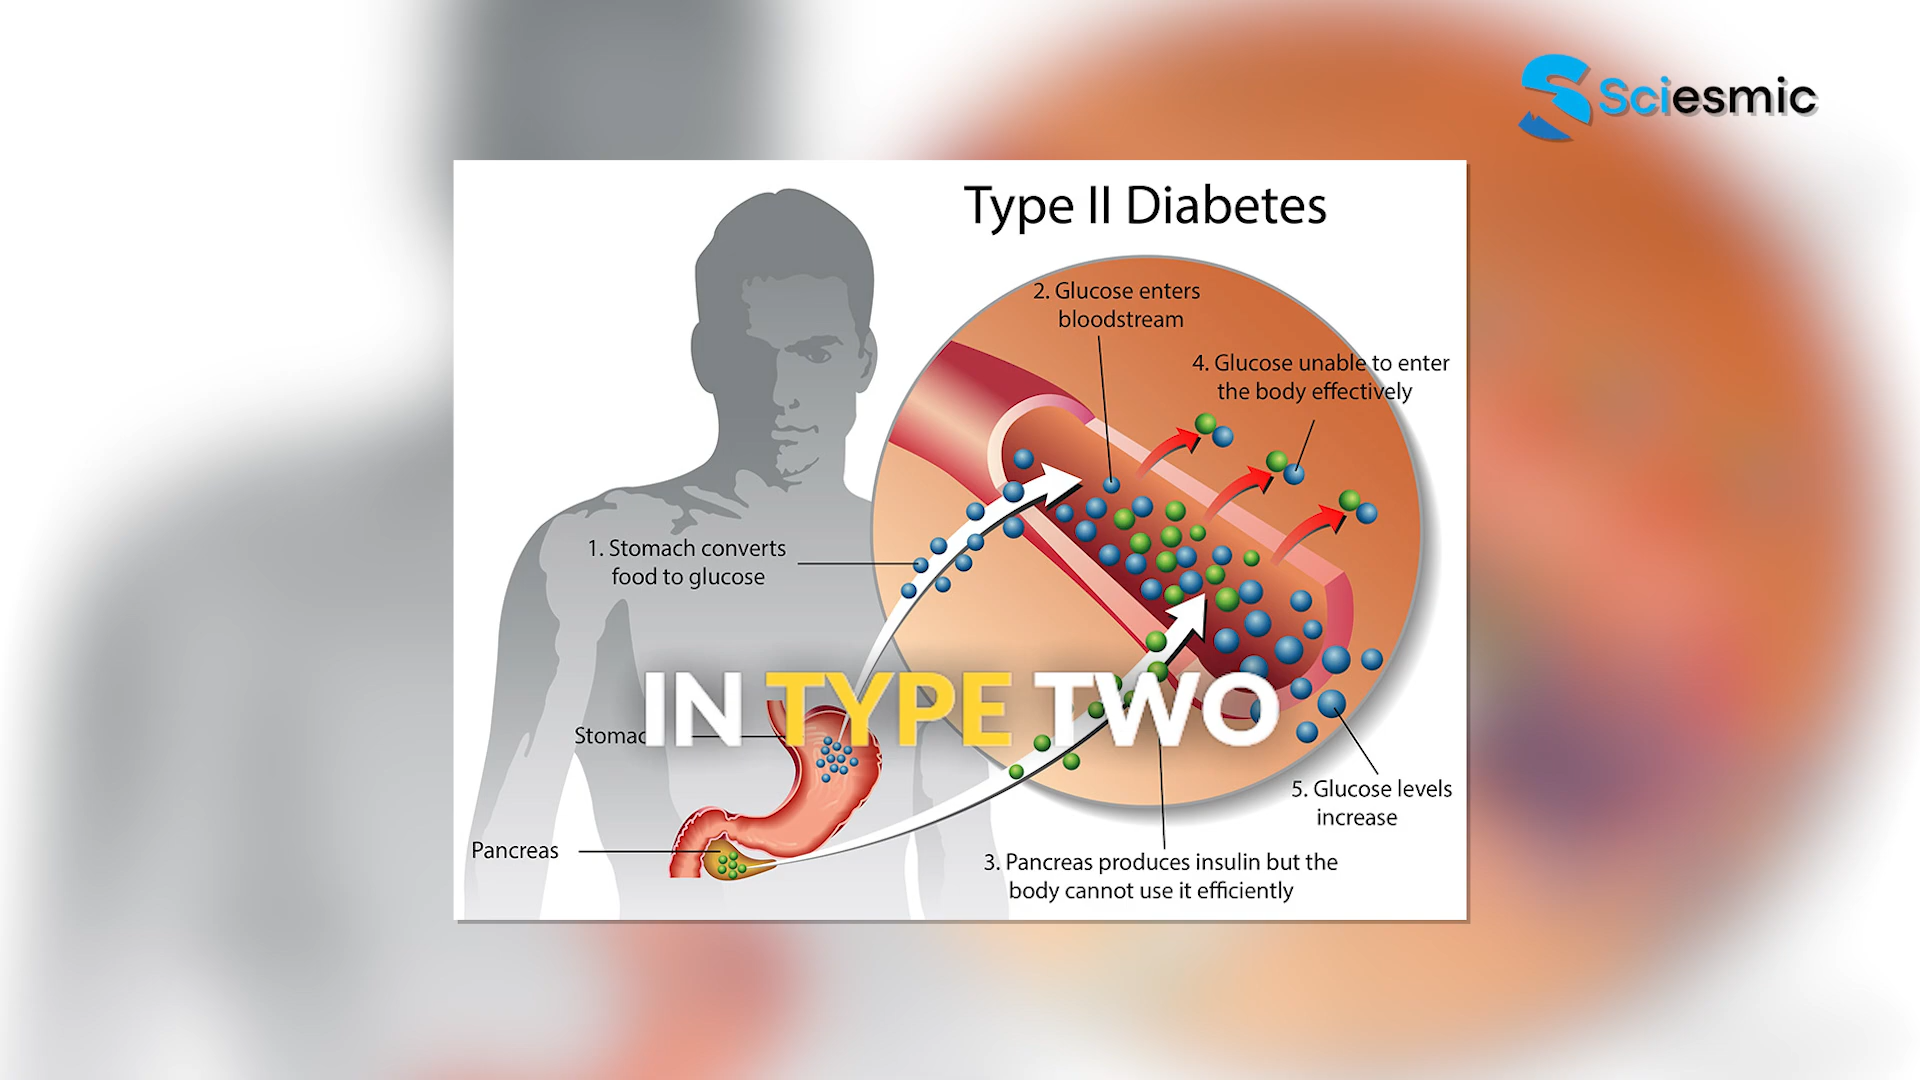 Sciesmic
Type II Diabetes
2. Glucose enters
bloodstream
4. Glucose unable to enter
the body effectively
1. Stomach converts
food to glucose
IN TYPE TWO
Stomac
5. Glucose levels
increase
Pancreas
3. Pancreas produces insulin but the
body cannot use it efficiently